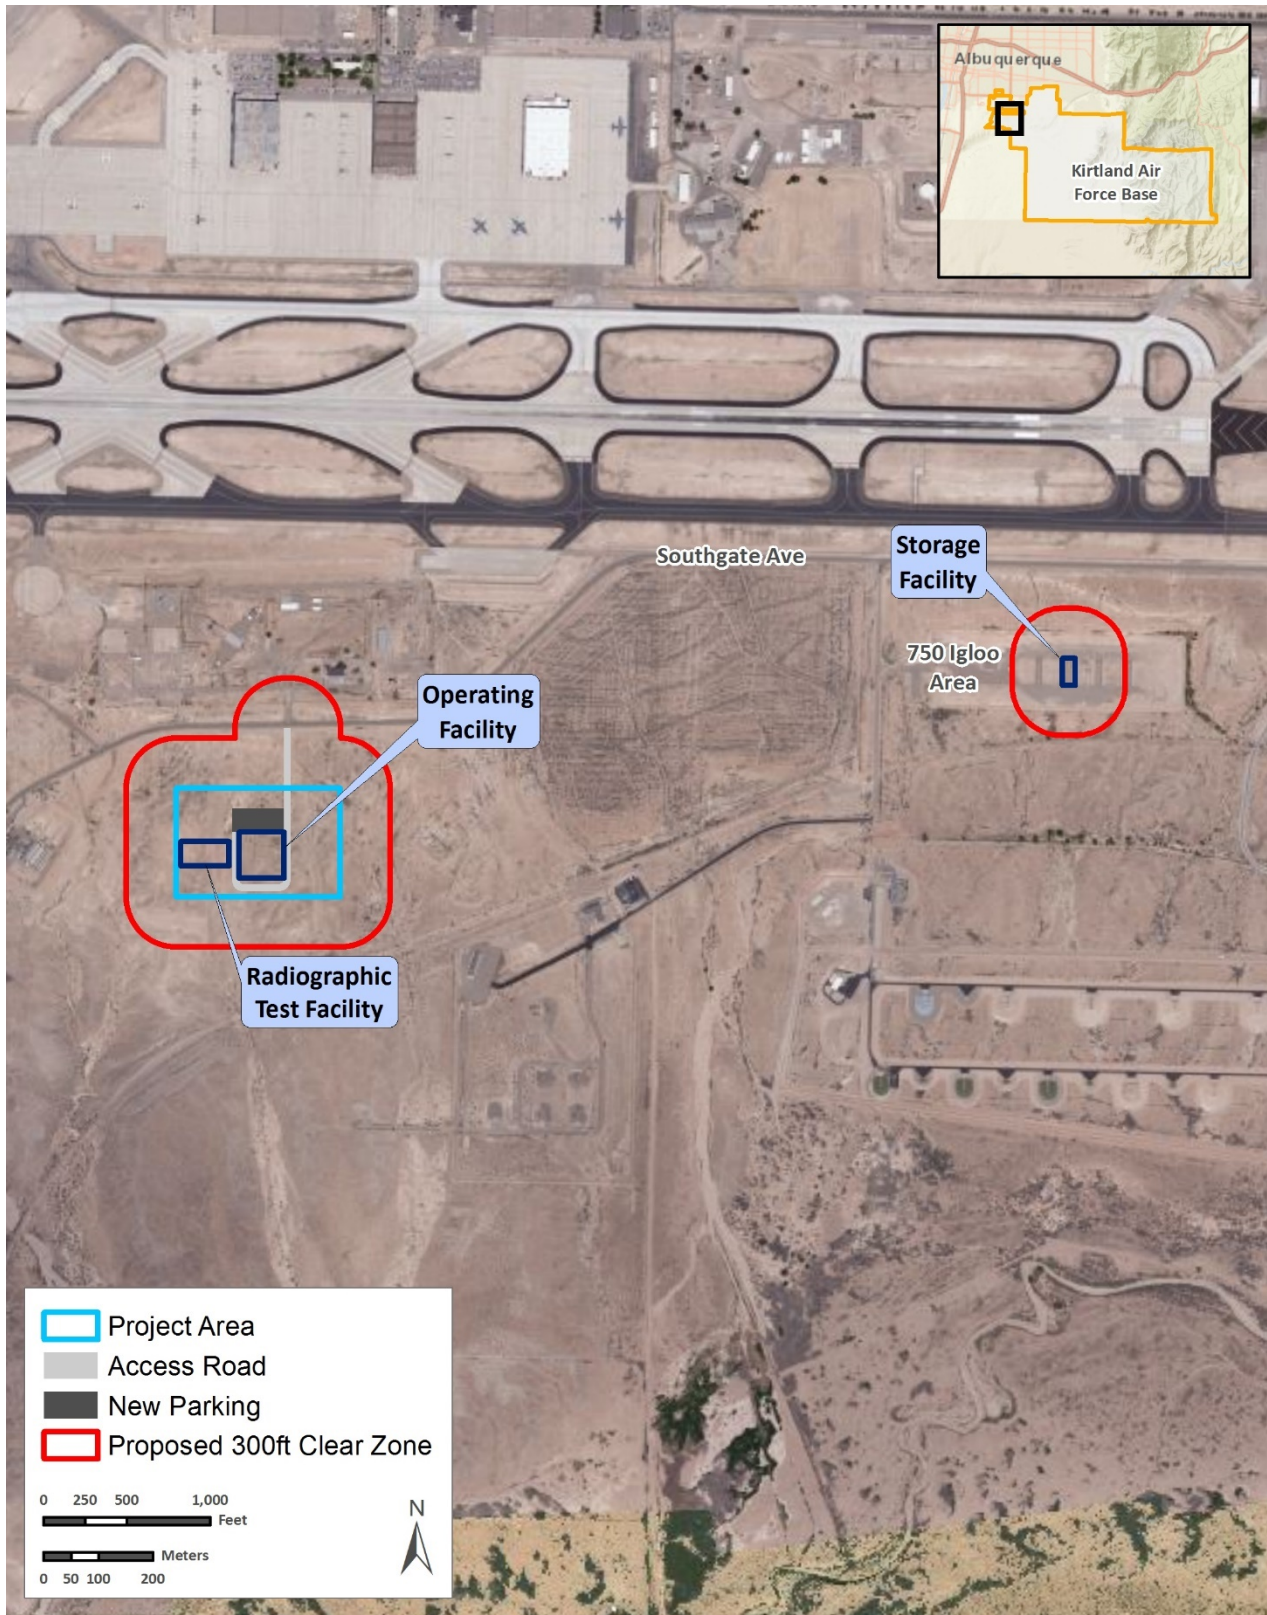 Albuquerque
Kirtland Air
Force Base
Southgate Ave
Storage
Facility
750 Igloo
Area
Operating
Facility
Radiographic
Test Facility
Project Area
Access Road
New Parking
Proposed 300ft Clear Zone
0 250 500 1,000
Feet
N
Meters
0 50 100 200